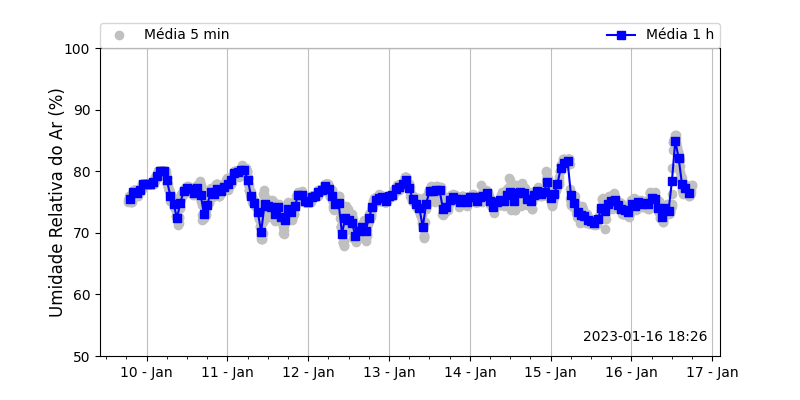 Média 5 min
Média 1 h
Umidade Relativa do Ar (%)
100
90
80
70
60
50
2023-01-16 18:26
10 - Jan
11 - Jan
12 - Jan
13 - Jan
14 - Jan
15 - Jan
16 - Jan
17 - Jan